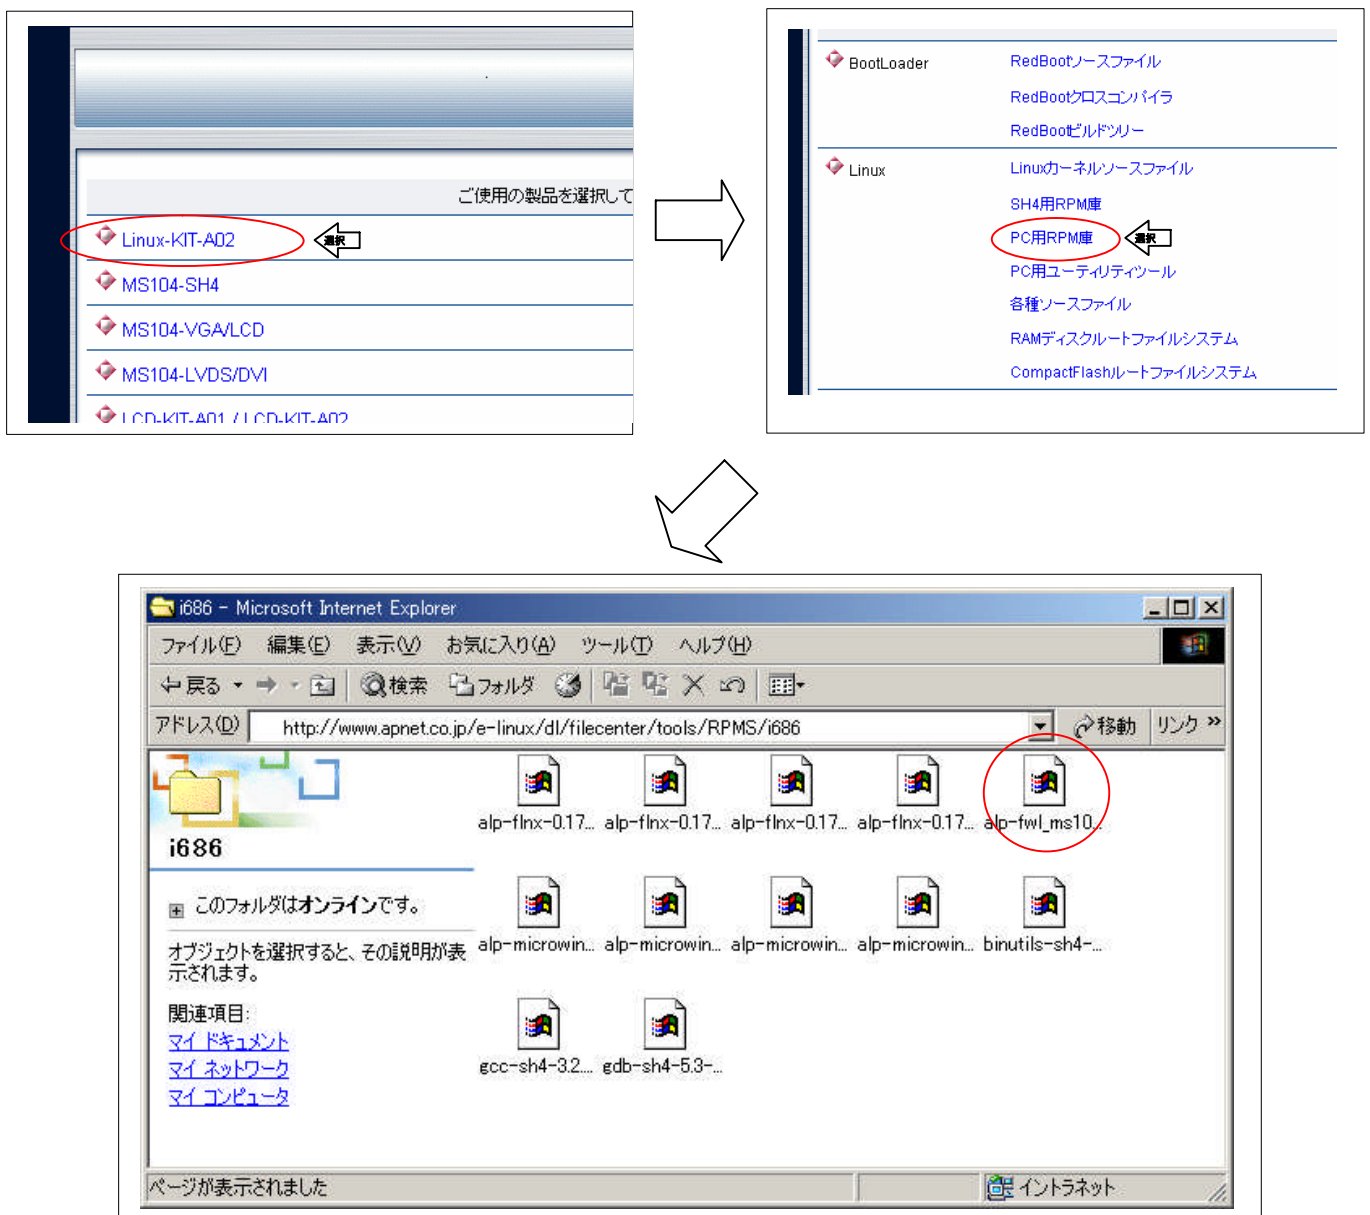 ご使用の製品を選択して
Linux-KIT-A02
選択
MS104-SH4
MS104-VGA/LCD
MS104-LVDS/DVI
LCD-KIT-A01 / LCD-KIT-A02
BootLoader
RedBootソースファイル
RedBootクロスコンパイラ
RedBootビルドツリー
Linux
Linuxカーネルソースファイル
SH4用RPM庫
PC用RPM庫
選択
PC用ユーティリティツール
各種ソースファイル
RAMディスクルートファイルシステム
CompactFlashルートファイルシステム
i686 - Microsoft Internet Explorer
ファイル(F) 編集(E) 表示(V) お気に入り(A) ツール(T) ヘルプ(H)
戻る 検索 フォルダ
アドレス(D) http://www.apnet.co.jp/e-linux/dl/filecenter/tools/RPMS/i686 移動 リンク »
i686
このフォルダはオンラインです。
オブジェクトを選択すると、その説明が表
示されます。
関連項目:
マイ ドキュメント
マイ ネットワーク
マイ コンピュータ
alp-flnx-0.17... alp-flnx-0.17... alp-flnx-0.17... alp-flnx-0.17... alp-fwl_ms10...
alp-microwin... alp-microwin... alp-microwin... alp-microwin... binutils-sh4-...
gcc-sh4-3.2... gdb-sh4-5.3-...
ページが表示されました イントラネット